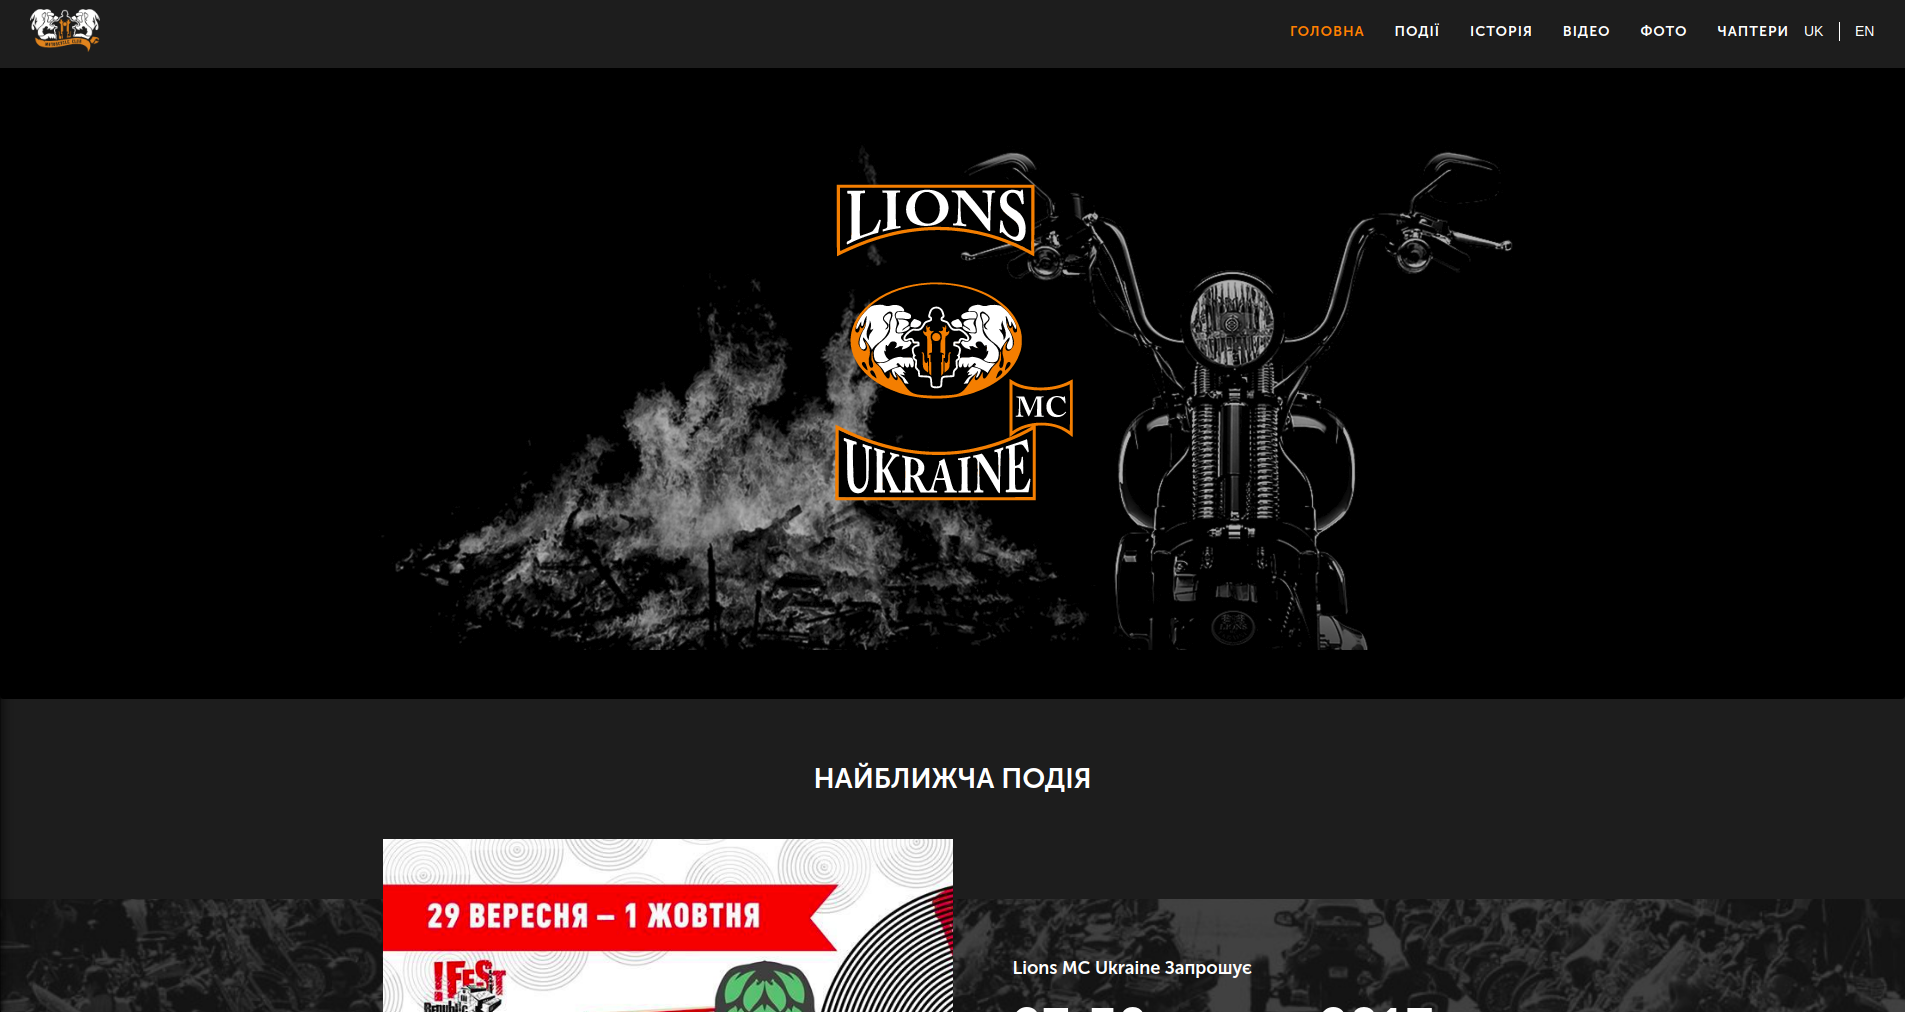 ГОЛОВНА ПОДІЇ ІСТОРІЯ ВІДЕО ФОТО ЧАПТЕРИ UK EN
LIONS
MC
UKRAINE
НАЙБЛИЖЧА ПОДІЯ
29 ВЕРЕСНЯ – 1 ЖОВТНЯ
!FEST
Republic
Lions MC Ukraine Запрошує